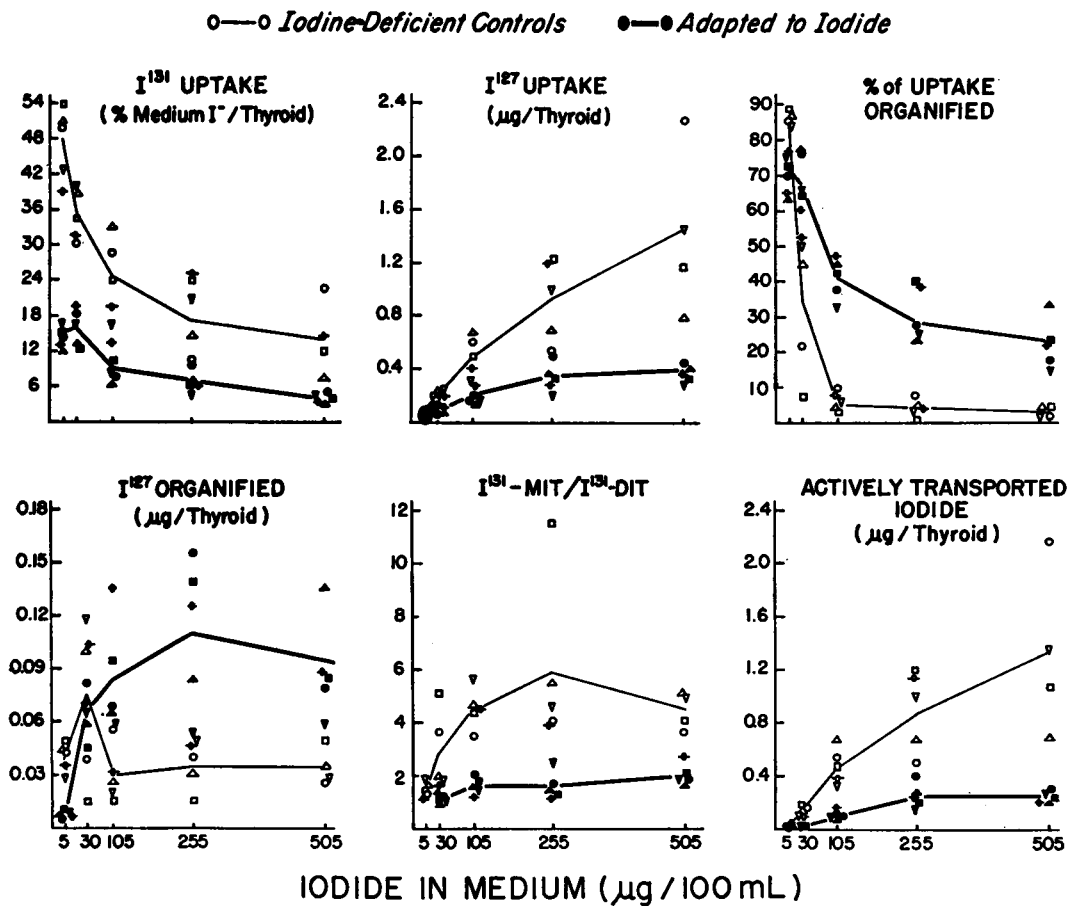 Iodine-Deficient Controls Adapted to Iodide
I¹³¹ UPTAKE
(% Medium I⁻/Thyroid)
54
48
42
36
30
24
18
12
6
I¹²⁷ UPTAKE
(µg/Thyroid)
2.4
2.0
1.6
1.2
0.8
0.4
% of UPTAKE
ORGANIFIED
90
80
70
60
50
40
30
20
10
I¹²⁷ ORGANIFIED
(µg/Thyroid)
0.18
0.15
0.12
0.09
0.06
0.03
5 30 105 255 505
I¹³¹-MIT/I¹³¹-DIT
12
10
8
6
4
2
5 30 105 255 505
ACTIVELY TRANSPORTED
IODIDE
(µg/Thyroid)
2.4
2.0
1.6
1.2
0.8
0.4
5 30 105 255 505
IODIDE IN MEDIUM (µg/100 mL)